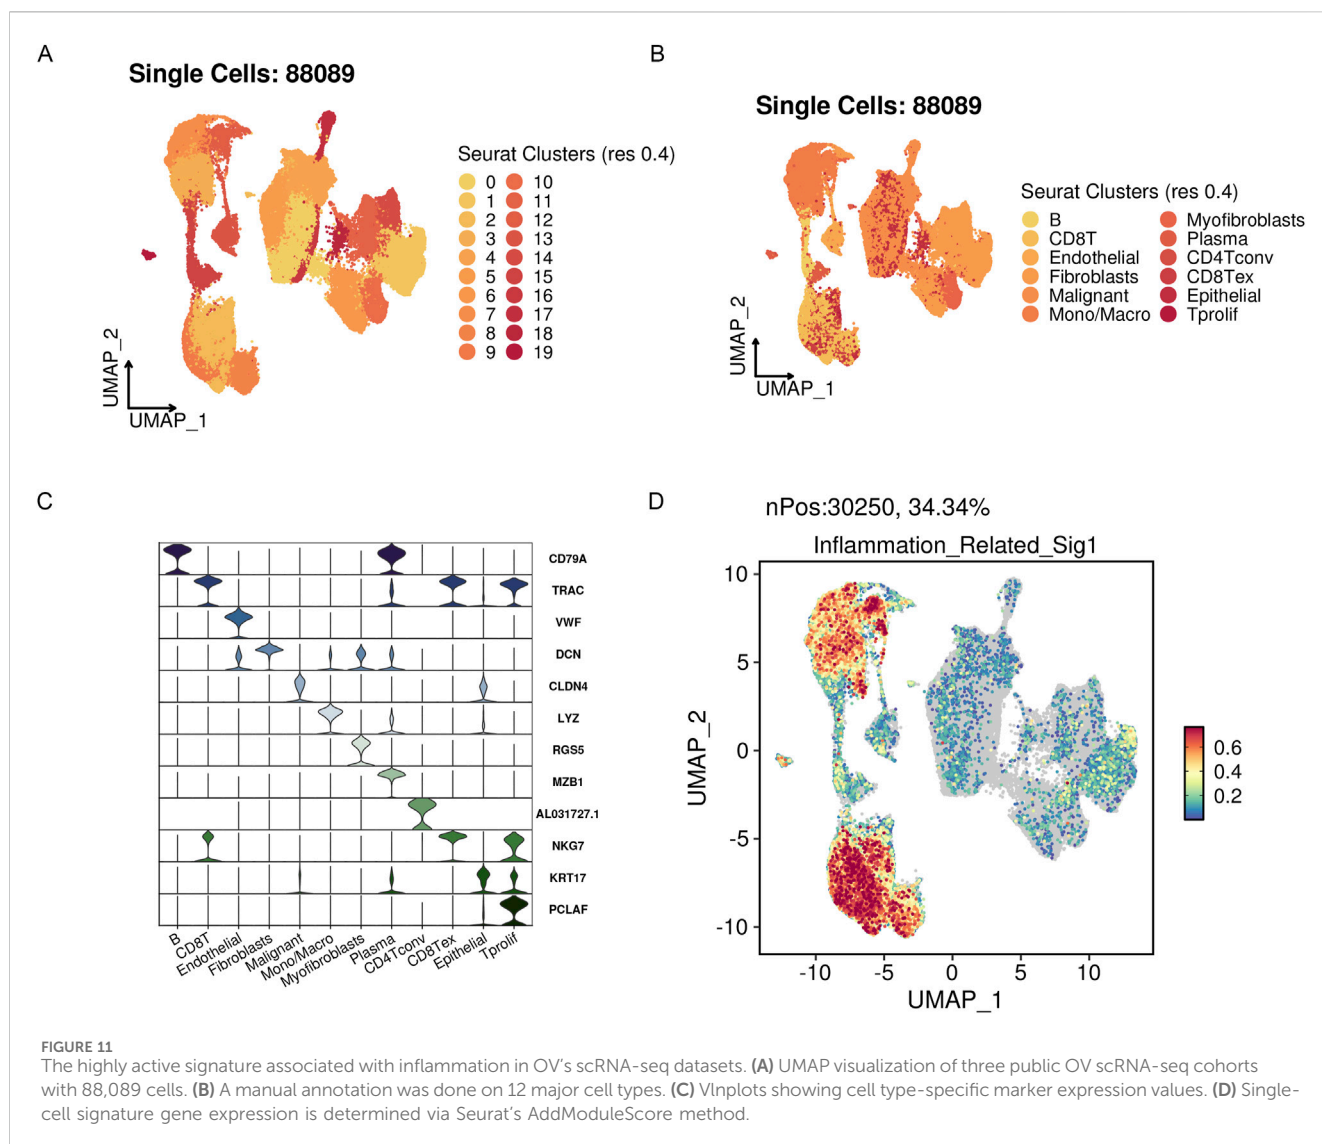 A
Single Cells: 88089
Seurat Clusters (res 0.4)
0 10
1 11
2 12
3 13
4 14
5 15
6 16
7 17
8 18
9 19
UMAP_2
UMAP_1
B
Single Cells: 88089
Seurat Clusters (res 0.4)
B Myofibroblasts
CD8T Plasma
Endothelial CD4Tconv
Fibroblasts CD8Tex
Malignant Epithelial
Mono/Macro Tprolif
UMAP_2
UMAP_1
C
CD79A
TRAC
VWF
DCN
CLDN4
LYZ
RGS5
MZB1
AL031727.1
NKG7
KRT17
PCLAF
B
CD8T
Endothelial
Fibroblasts
Malignant
Mono/Macro
Myofibroblasts
Plasma
CD4Tconv
CD8Tex
Epithelial
Tprolif
D
nPos:30250, 34.34%
Inflammation_Related_Sig1
10
5
0
-5
-10
UMAP_2
-10 -5 0 5 10
UMAP_1
0.6
0.4
0.2
FIGURE 11
The highly active signature associated with inflammation in OV's scRNA-seq datasets. (A) UMAP visualization of three public OV scRNA-seq cohorts
with 88,089 cells. (B) A manual annotation was done on 12 major cell types. (C) Vlnplots showing cell type-specific marker expression values. (D) Single-
cell signature gene expression is determined via Seurat's AddModuleScore method.